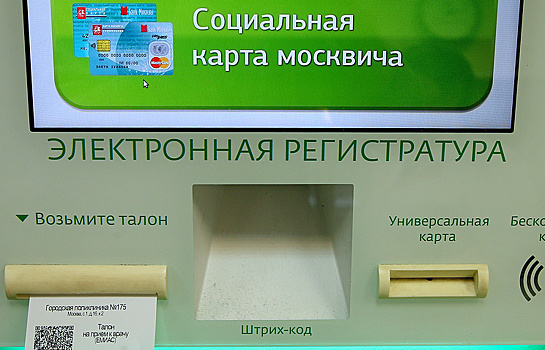 Социальная
карта москвича
ЭЛЕКТРОННАЯ РЕГИСТРАТУРА
Возьмите талон
Универсальная
карта
Беско
к
Штрих-код
Городская поликлиника №175
Талон
на прием к врачу
(ЕМИАС)